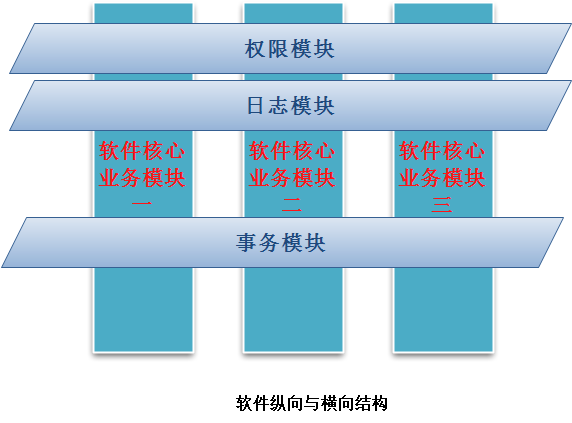 权限模块
日志模块
软件核心
业务模块
一
软件核心
业务模块
二
软件核心
业务模块
三
事务模块
软件纵向与横向结构